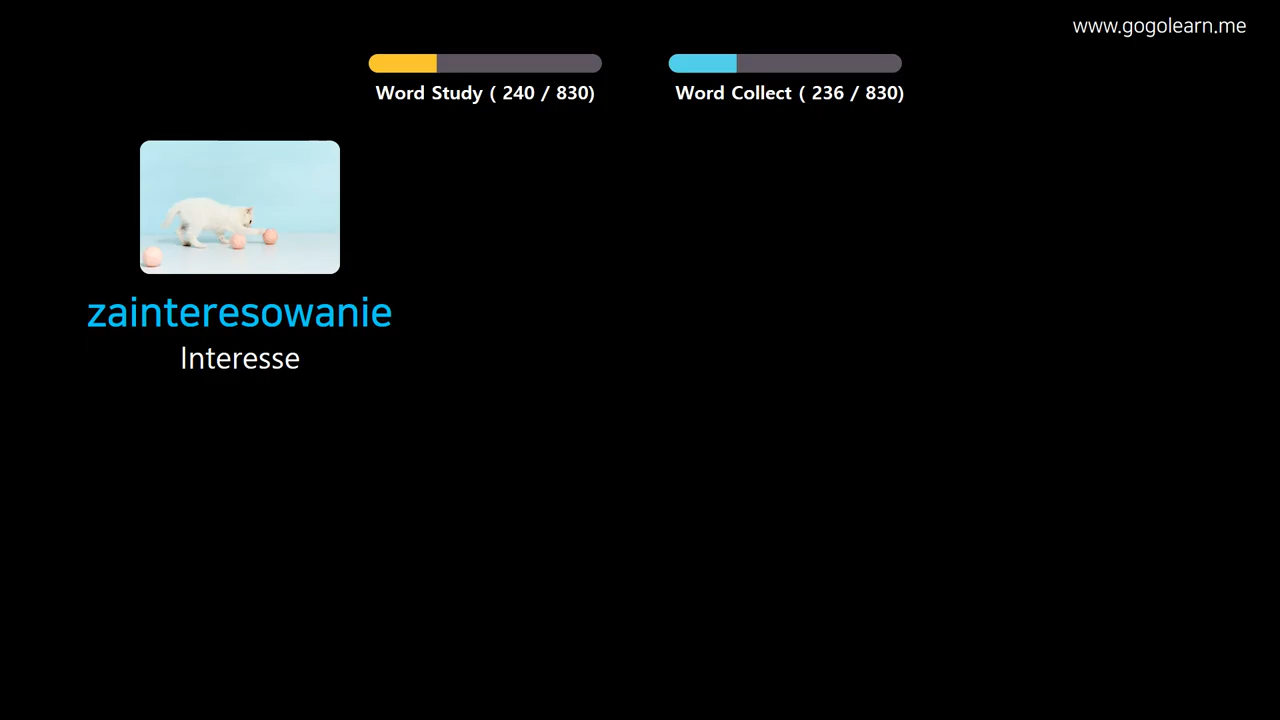 www.gogolearn.me
Word Study ( 240 / 830)
Word Collect ( 236 / 830)
zainteresowanie
Interesse